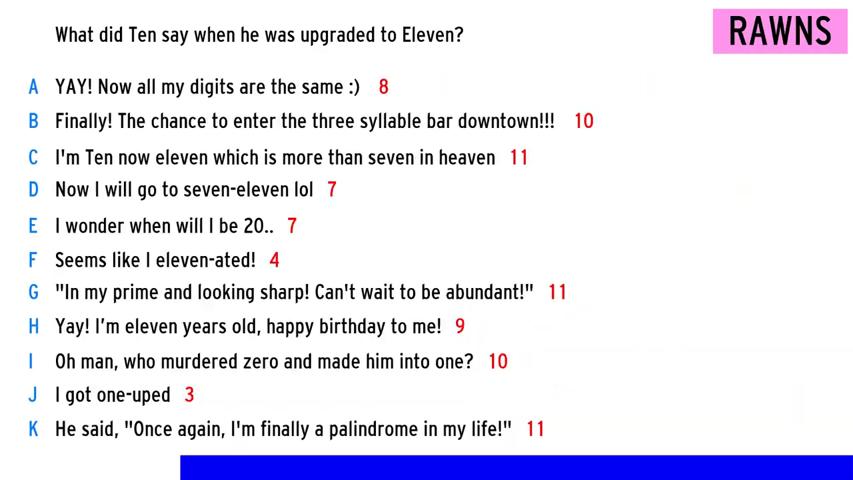 What did Ten say when he was upgraded to Eleven?
RAWNS
A YAY! Now all my digits are the same :) 8
B Finally! The chance to enter the three syllable bar downtown!!! 10
C I'm Ten now eleven which is more than seven in heaven 11
D Now I will go to seven-eleven lol 7
E I wonder when will I be 20.. 7
F Seems like I eleven-ated! 4
G "In my prime and looking sharp! Can't wait to be abundant!" 11
H Yay! I'm eleven years old, happy birthday to me! 9
I Oh man, who murdered zero and made him into one? 10
J I got one-uped 3
K He said, "Once again, I'm finally a palindrome in my life!" 11